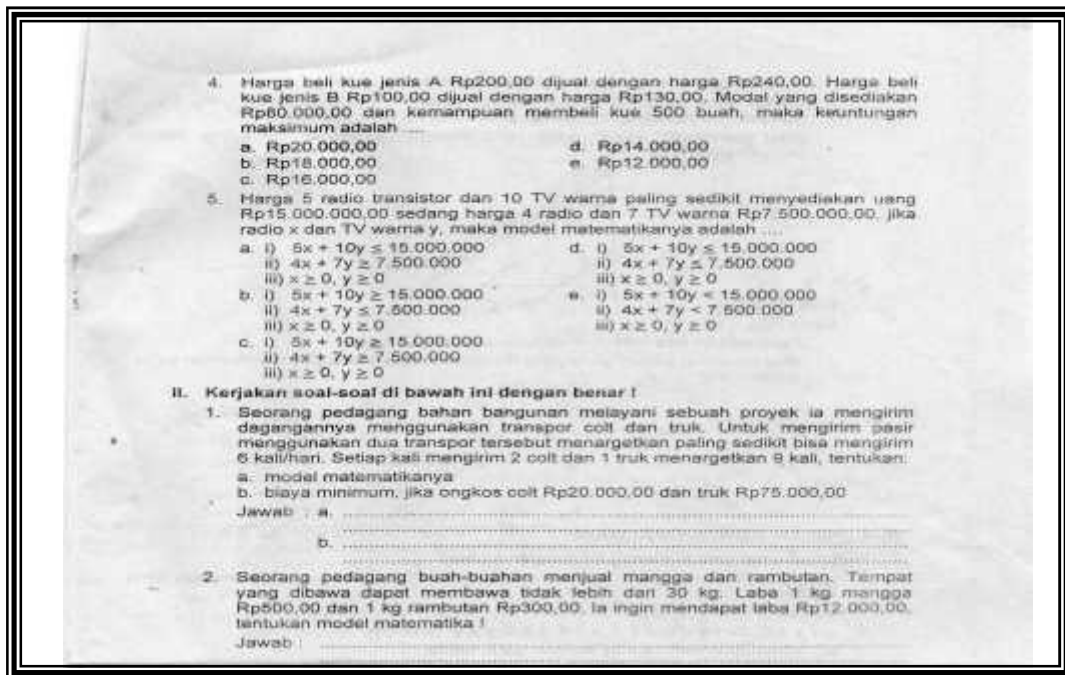 4. Harga beli kue jenis A Rp200,00 dijual dengan harga Rp240,00. Harga beli
kue jenis B Rp100,00 dijual dengan harga Rp130,00. Modal yang disediakan
Rp60.000,00 dan kemampuan membeli kue 500 buah, maka keuntungan
maksimum adalah ....
a. Rp20.000,00 d. Rp14.000,00
b. Rp18.000,00 e. Rp12.000,00
c. Rp16.000,00
5. Harga 5 radio transistor dan 10 TV warna paling sedikit menyediakan uang
Rp15.000.000,00 sedang harga 4 radio dan 7 TV warna Rp7.500.000,00, jika
radio x dan TV warna y, maka model matematikanya adalah ....
a. i) 5x + 10y ≤ 15.000.000 d. i) 5x + 10y ≤ 15.000.000
ii) 4x + 7y ≥ 7.500.000 ii) 4x + 7y ≤ 7.500.000
iii) x ≥ 0, y ≥ 0 iii) x ≥ 0, y ≥ 0
b. i) 5x + 10y ≥ 15.000.000 e. i) 5x + 10y < 15.000.000
ii) 4x + 7y ≤ 7.500.000 ii) 4x + 7y < 7.500.000
iii) x ≥ 0, y ≥ 0 iii) x ≥ 0, y ≥ 0
c. i) 5x + 10y ≥ 15.000.000
ii) 4x + 7y ≥ 7.500.000
iii) x ≥ 0, y ≥ 0
II. Kerjakan soal-soal di bawah ini dengan benar !
1. Seorang pedagang bahan bangunan melayani sebuah proyek ia mengirim
dagangannya menggunakan transpor colt dan truk. Untuk mengirim pasir
menggunakan dua transpor tersebut menargetkan paling sedikit bisa mengirim
6 kali/hari. Setiap kali mengirim 2 colt dan 1 truk menargetkan 9 kali, tentukan:
a. model matematikanya
b. biaya minimum, jika ongkos colt Rp20.000,00 dan truk Rp75.000,00
Jawab : a. ....
b. ....
2. Seorang pedagang buah-buahan menjual mangga dan rambutan. Tempat
yang dibawa dapat membawa tidak lebih dari 30 kg. Laba 1 kg mangga
Rp500,00 dan 1 kg rambutan Rp300,00. Ia ingin mendapat laba Rp12.000,00,
tentukan model matematika !
Jawab : ....